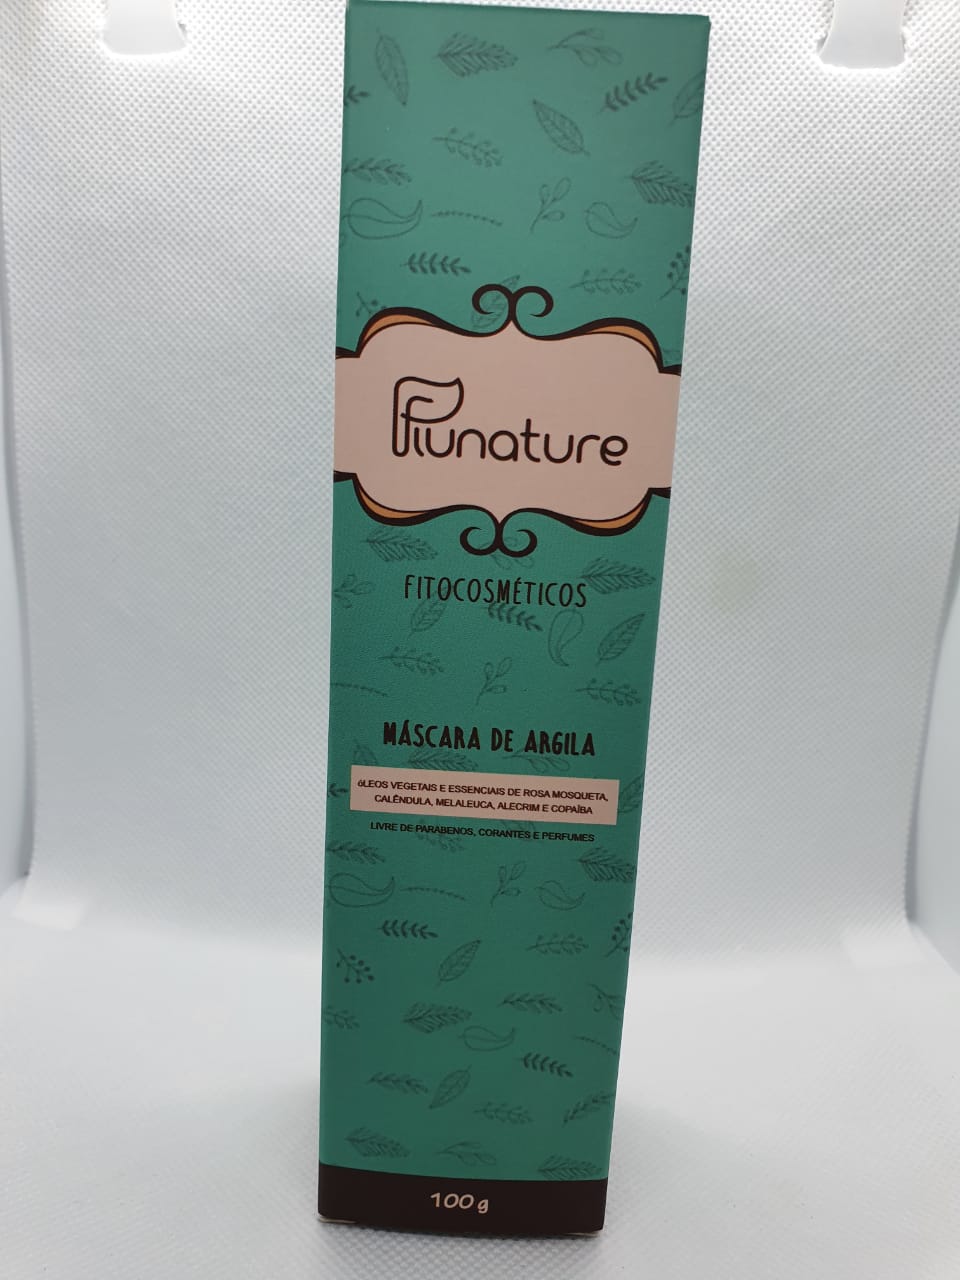 Fiunature
FITOCOSMÉTICOS
MÁSCARA DE ARGILA
óLEOS VEGETAIS E ESSENCIAIS DE ROSA MOSQUETA,
CALÊNDULA, MELALEUCA, ALECRIM E COPAÍBA
LIVRE DE PARABENOS, CORANTES E PERFUMES
100 g